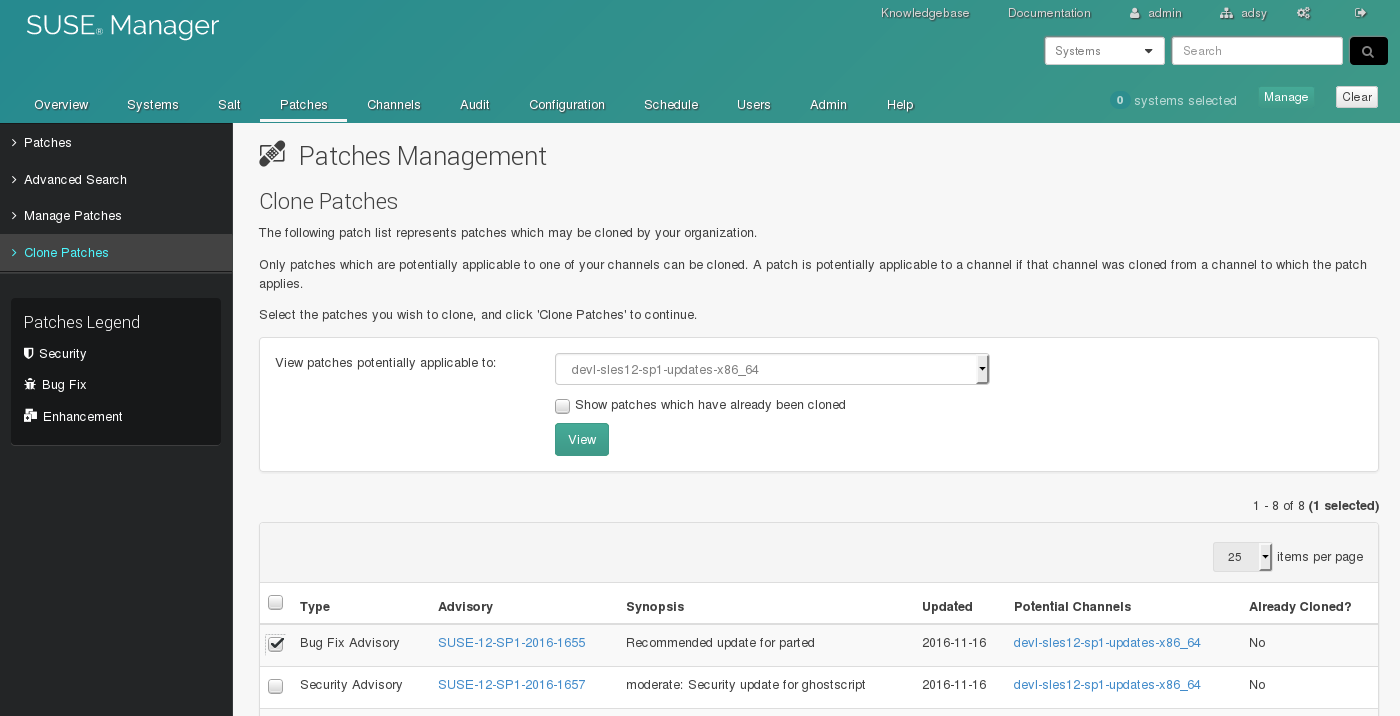 SUSE® Manager
Knowledgebase Documentation admin adsy
Systems Search
Overview Systems Salt Patches Channels Audit Configuration Schedule Users Admin Help
0 systems selected Manage Clear
Patches
Advanced Search
Manage Patches
Clone Patches
Patches Legend
Security
Bug Fix
Enhancement
Patches Management
Clone Patches
The following patch list represents patches which may be cloned by your organization.
Only patches which are potentially applicable to one of your channels can be cloned. A patch is potentially applicable to a channel if that channel was cloned from a channel to which the patch
applies.
Select the patches you wish to clone, and click 'Clone Patches' to continue.
View patches potentially applicable to: devl-sles12-sp1-updates-x86_64
Show patches which have already been cloned
View
1 - 8 of 8 (1 selected)
25 items per page
Type Advisory Synopsis Updated Potential Channels Already Cloned?
Bug Fix Advisory SUSE-12-SP1-2016-1655 Recommended update for parted 2016-11-16 devl-sles12-sp1-updates-x86_64 No
Security Advisory SUSE-12-SP1-2016-1657 moderate: Security update for ghostscript 2016-11-16 devl-sles12-sp1-updates-x86_64 No